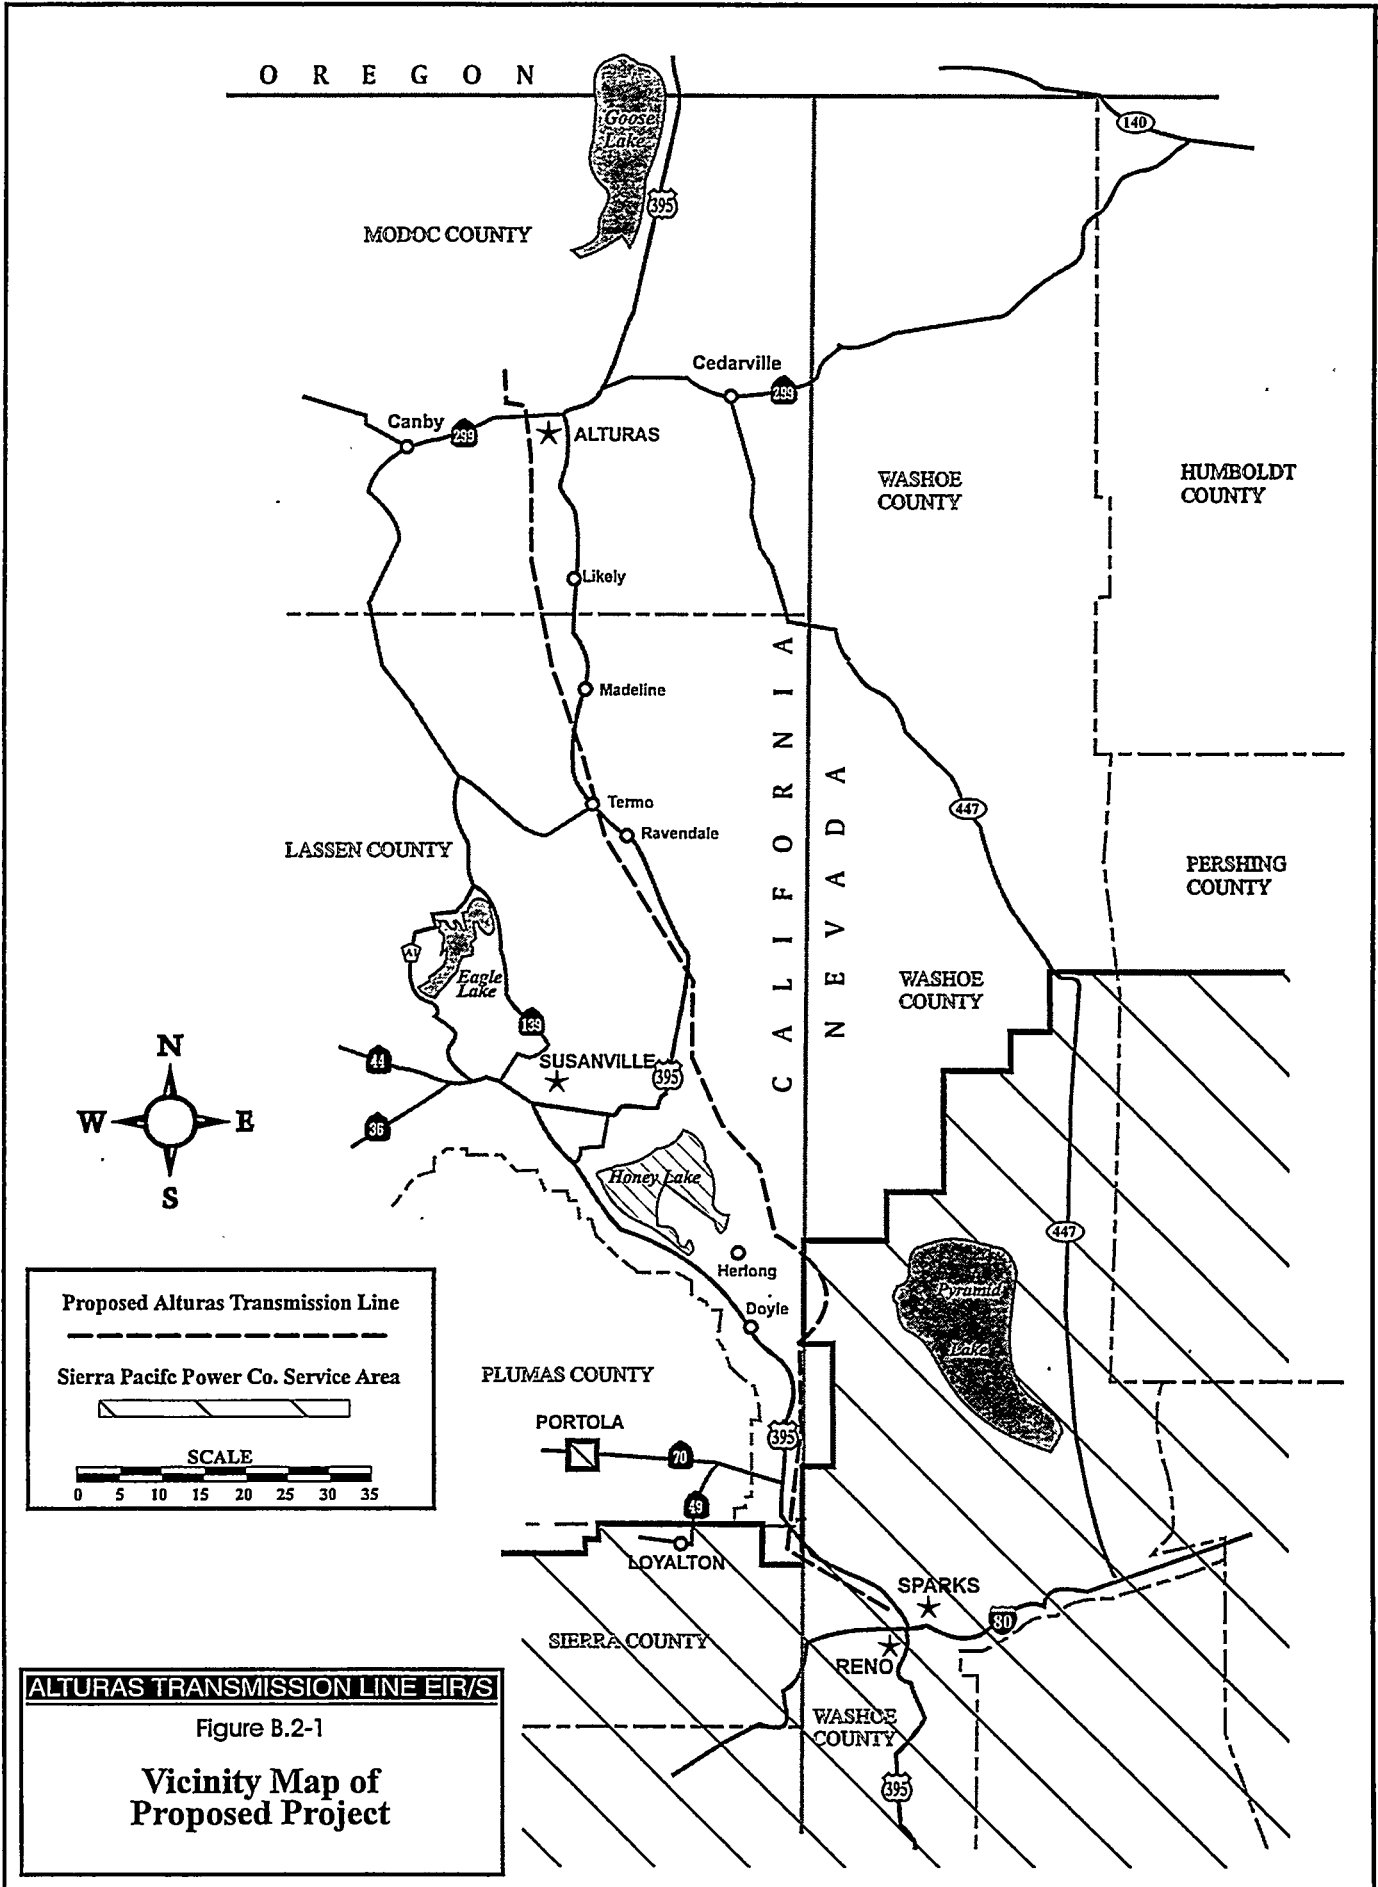 OREGON
Goose
Lake
140
395
MODOC COUNTY
Cedarville
299
Canby
299
ALTURAS
WASHOE
COUNTY
HUMBOLDT
COUNTY
Likely
Madeline
CALIFORNIA
NEVADA
Termo
447
Ravendale
LASSEN COUNTY
PERSHING
COUNTY
A1
Eagle
Lake
WASHOE
COUNTY
139
44
SUSANVILLE
395
36
N
W
E
S
Honey Lake
447
Herlong
Pyramid
Lake
Doyle
Proposed Alturas Transmission Line
Sierra Pacifc Power Co. Service Area
SCALE
0 5 10 15 20 25 30 35
PLUMAS COUNTY
PORTOLA
395
70
49
LOYALTON
SPARKS
80
SIERRA COUNTY
RENO
WASHOE
COUNTY
395
ALTURAS TRANSMISSION LINE EIR/S
Figure B.2-1
Vicinity Map of
Proposed Project